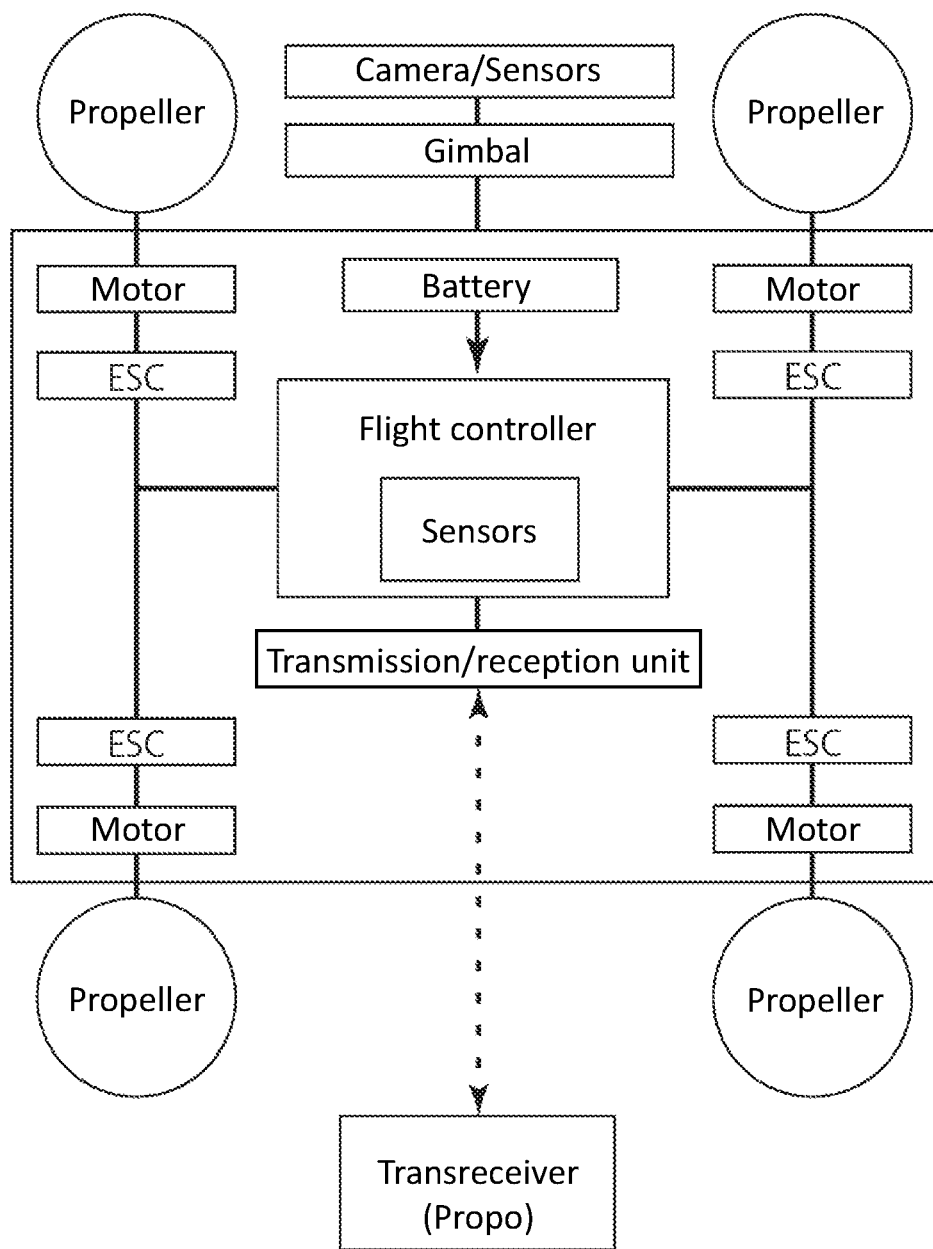 Camera/Sensors
Propeller
Propeller
Gimbal
Motor
Battery
Motor
ESC
ESC
Flight controller
Sensors
Transmission/reception unit
ESC
ESC
Motor
Motor
Propeller
Propeller
Transreceiver
(Propo)